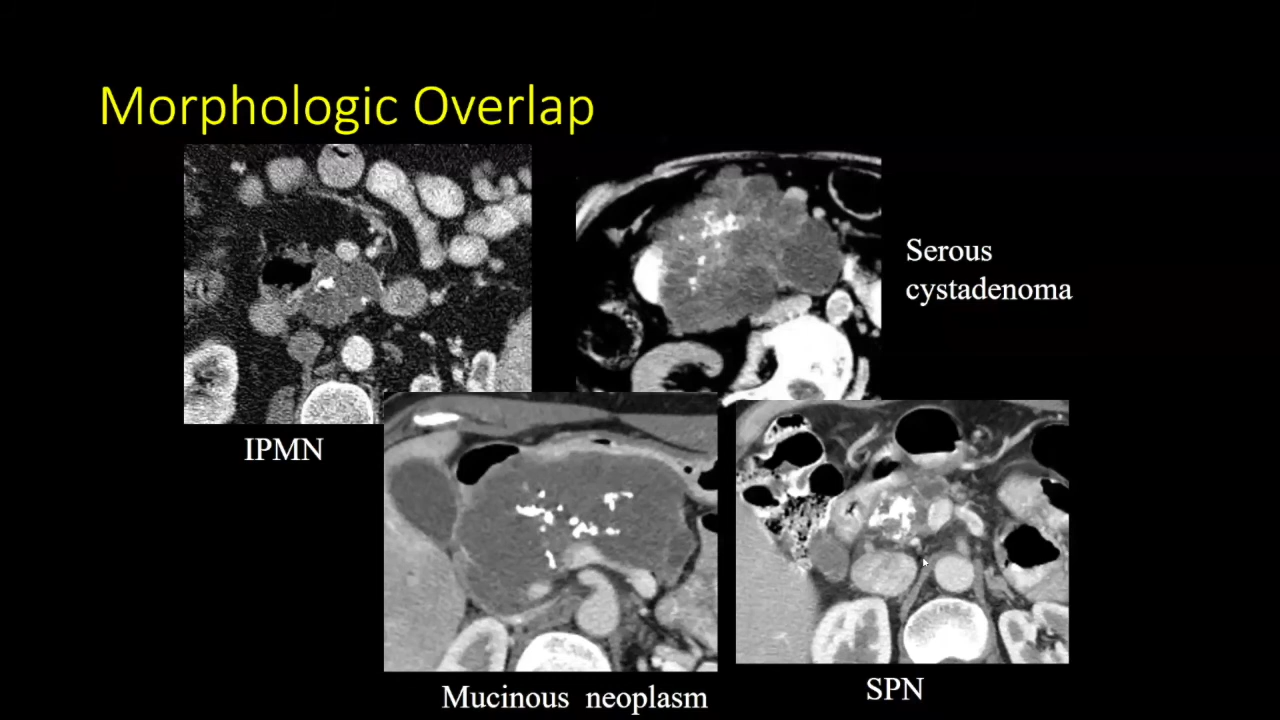 Morphologic Overlap
Serous
cystadenoma
IPMN
Mucinous neoplasm
SPN